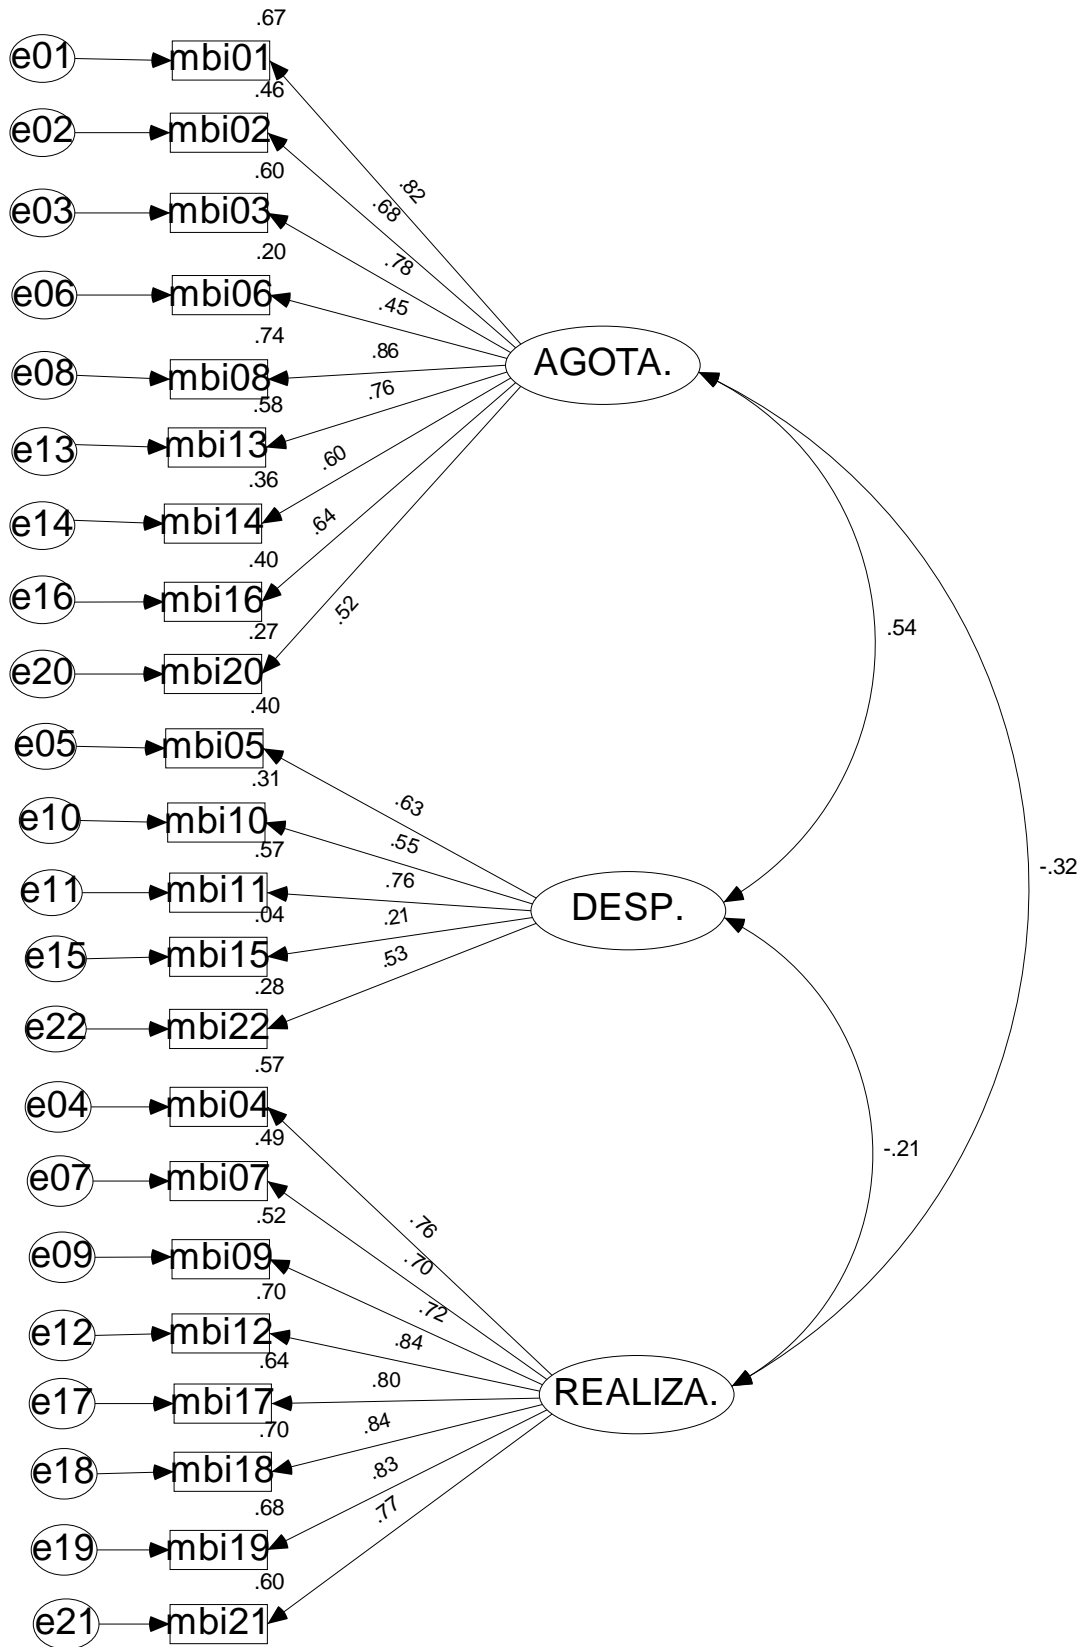 .67
e01 mbi01
.46
e02 mbi02
.60
e03 mbi03
.20
e06 mbi06
.74
e08 mbi08
.58
e13 mbi13
.36
e14 mbi14
.40
e16 mbi16
.27
e20 mbi20
.40
e05 mbi05
.31
e10 mbi10
.57
e11 mbi11
.04
e15 mbi15
.28
e22 mbi22
.57
e04 mbi04
.49
e07 mbi07
.52
e09 mbi09
.70
e12 mbi12
.64
e17 mbi17
.70
e18 mbi18
.68
e19 mbi19
.60
e21 mbi21
.82
.68
.78
.45
.86
.76
.60
.64
.52
AGOTA.
.63
.55
.76
.21
.53
DESP.
.76
.70
.72
.84
.80
.84
.83
.77
REALIZA.
.54
-.32
-.21